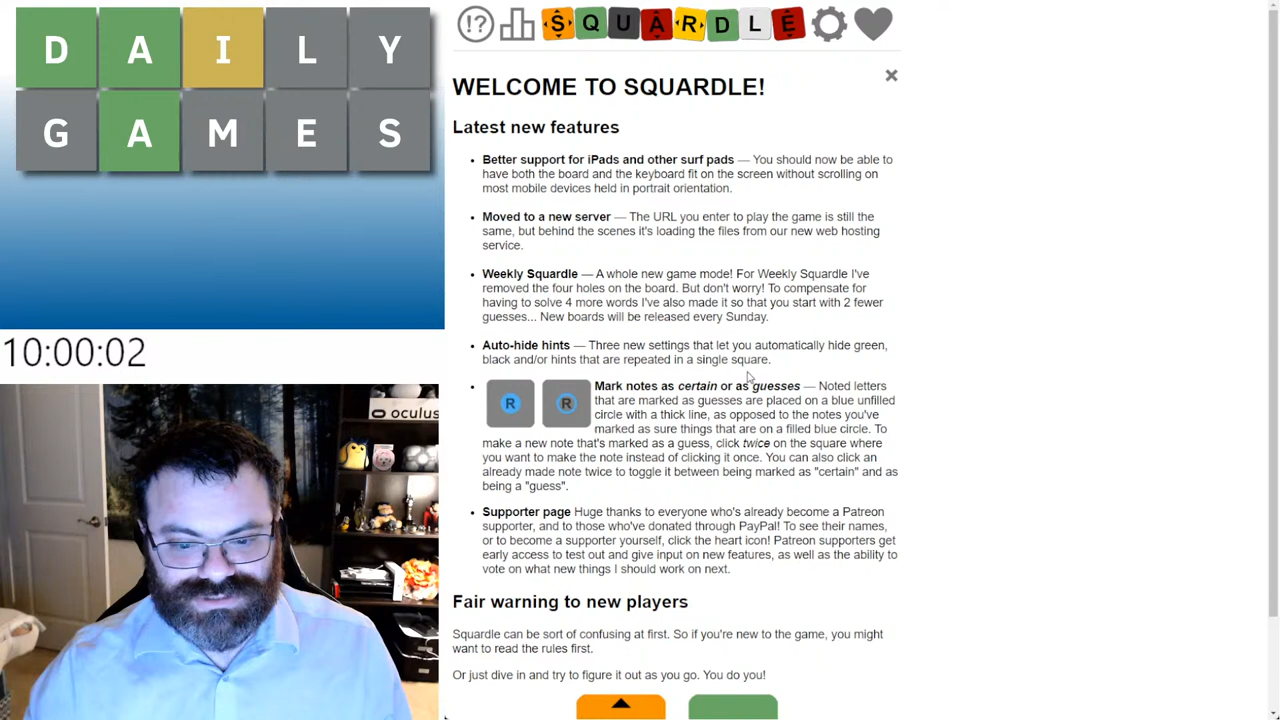 DAILY
GAMES
10:00:02
oculus
!?
SQUARDLE
WELCOME TO SQUARDLE!
×
Latest new features
• Better support for iPads and other surf pads — You should now be able to
have both the board and the keyboard fit on the screen without scrolling on
most mobile devices held in portrait orientation.
• Moved to a new server — The URL you enter to play the game is still the
same, but behind the scenes it's loading the files from our new web hosting
service.
• Weekly Squardle — A whole new game mode! For Weekly Squardle I've
removed the four holes on the board. But don't worry! To compensate for
having to solve 4 more words I've also made it so that you start with 2 fewer
guesses... New boards will be released every Sunday.
• Auto-hide hints — Three new settings that let you automatically hide green,
black and/or hints that are repeated in a single square.
• R R Mark notes as certain or as guesses — Noted letters
that are marked as guesses are placed on a blue unfilled
circle with a thick line, as opposed to the notes you've
marked as sure things that are on a filled blue circle. To
make a new note that's marked as a guess, click twice on the square where
you want to make the note instead of clicking it once. You can also click an
already made note twice to toggle it between being marked as "certain" and as
being a "guess".
• Supporter page Huge thanks to everyone who's already become a Patreon
supporter, and to those who've donated through PayPal! To see their names,
or to become a supporter yourself, click the heart icon! Patreon supporters get
early access to test out and give input on new features, as well as the ability to
vote on what new things I should work on next.
Fair warning to new players
Squardle can be sort of confusing at first. So if you're new to the game, you might
want to read the rules first.
Or just dive in and try to figure it out as you go. You do you!